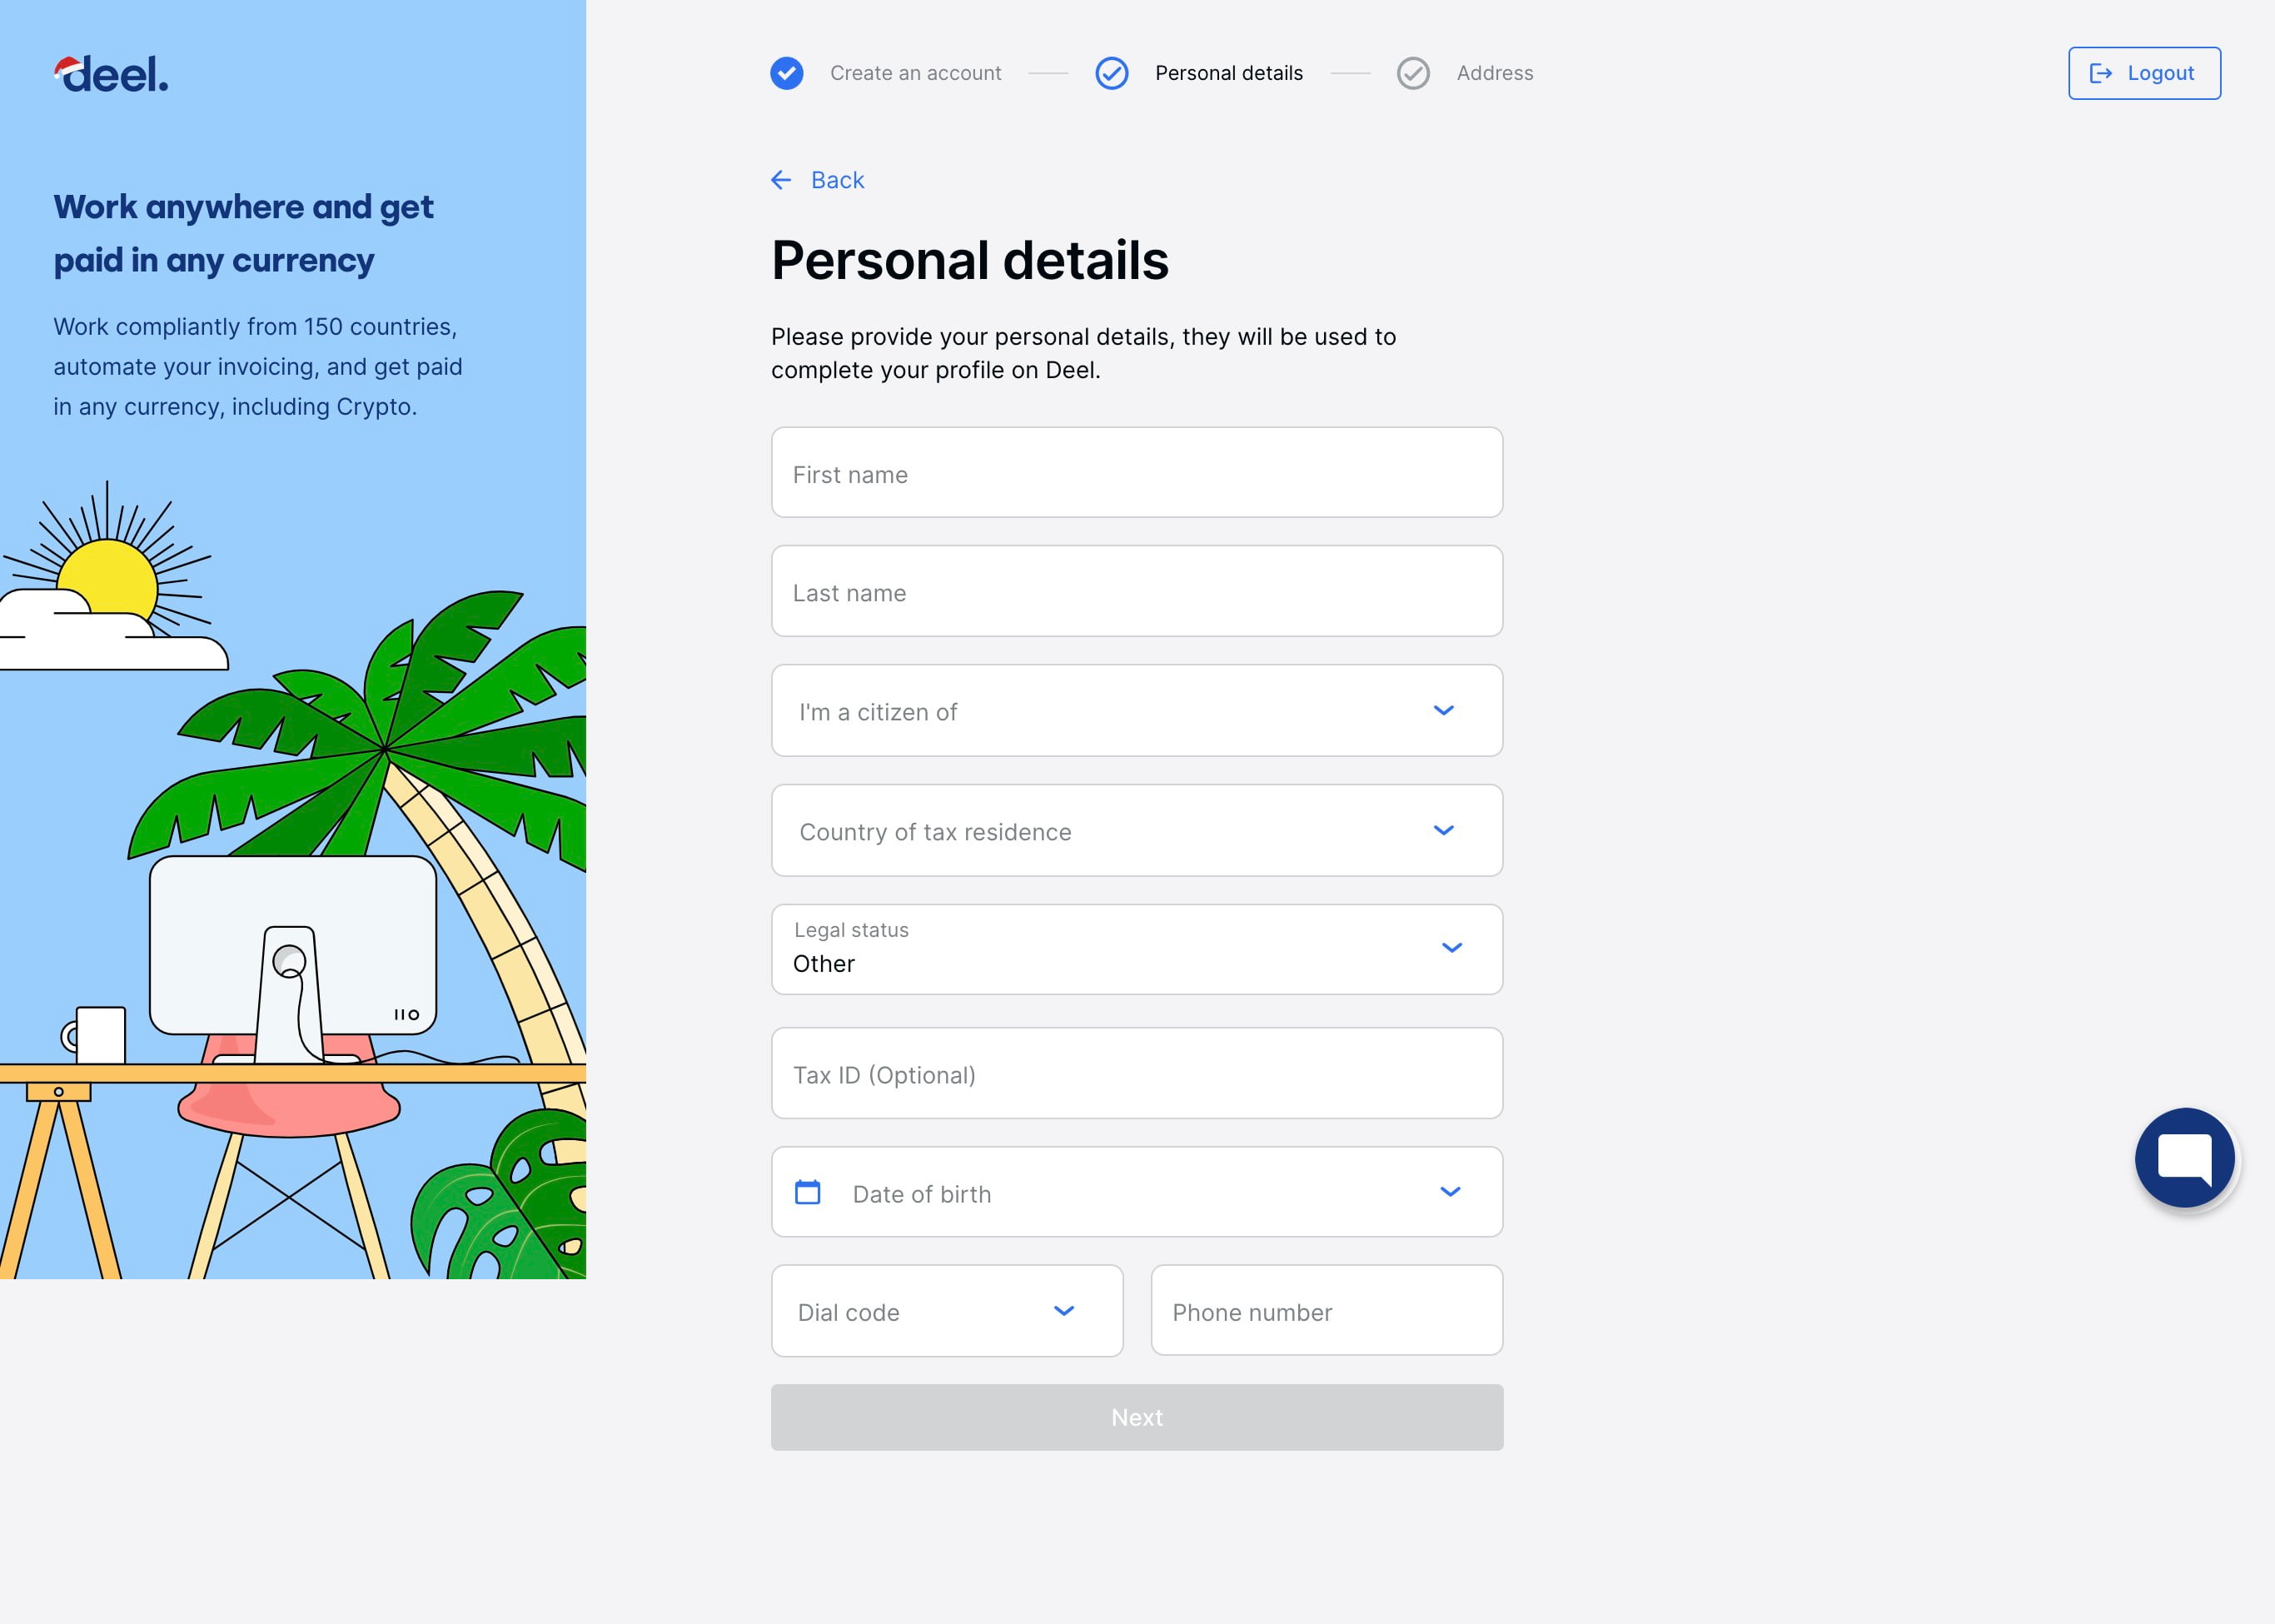 deel.
Work anywhere and get
paid in any currency
Work compliantly from 150 countries,
automate your invoicing, and get paid
in any currency, including Crypto.
Create an account
Personal details
Address
Logout
Back
Personal details
Please provide your personal details, they will be used to
complete your profile on Deel.
First name
Last name
I'm a citizen of
Country of tax residence
Legal status
Other
Tax ID (Optional)
Date of birth
Dial code
Phone number
Next